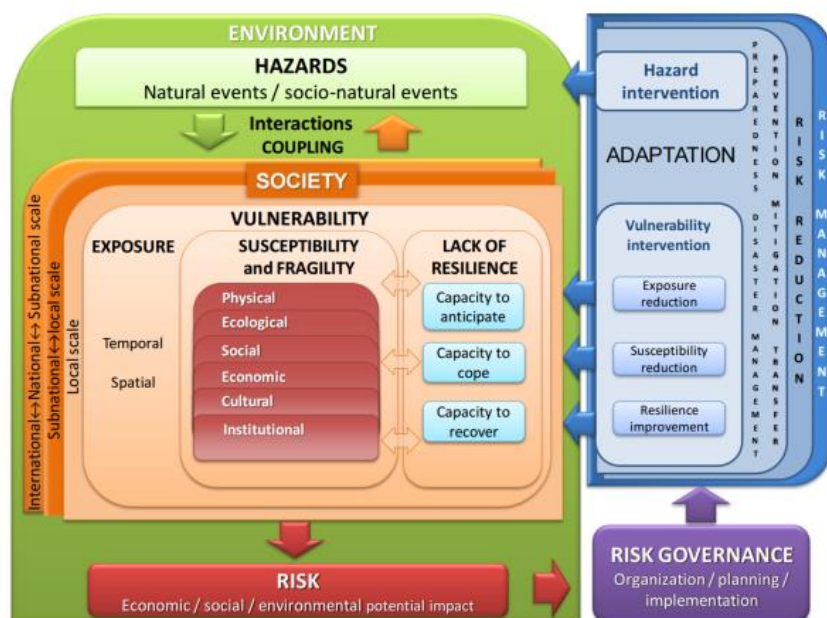 ENVIRONMENT
HAZARDS
Natural events / socio-natural events
Interactions
COUPLING
SOCIETY
International↔National↔Subnational scale
Subnational↔local scale
Local scale
VULNERABILITY
EXPOSURE
Temporal
Spatial
SUSCEPTIBILITY
and FRAGILITY
Physical
Ecological
Social
Economic
Cultural
Institutional
LACK OF
RESILIENCE
Capacity to
anticipate
Capacity to
cope
Capacity to
recover
RISK
Economic / social / environmental potential impact
Hazard
intervention
ADAPTATION
Vulnerability
intervention
Exposure
reduction
Susceptibility
reduction
Resilience
improvement
PREPAREDNESS DISASTER MANAGEMENT
PREVENTION MITIGATION TRANSFER
RISK REDUCTION
RISK MANAGEMENT
RISK GOVERNANCE
Organization / planning /
implementation